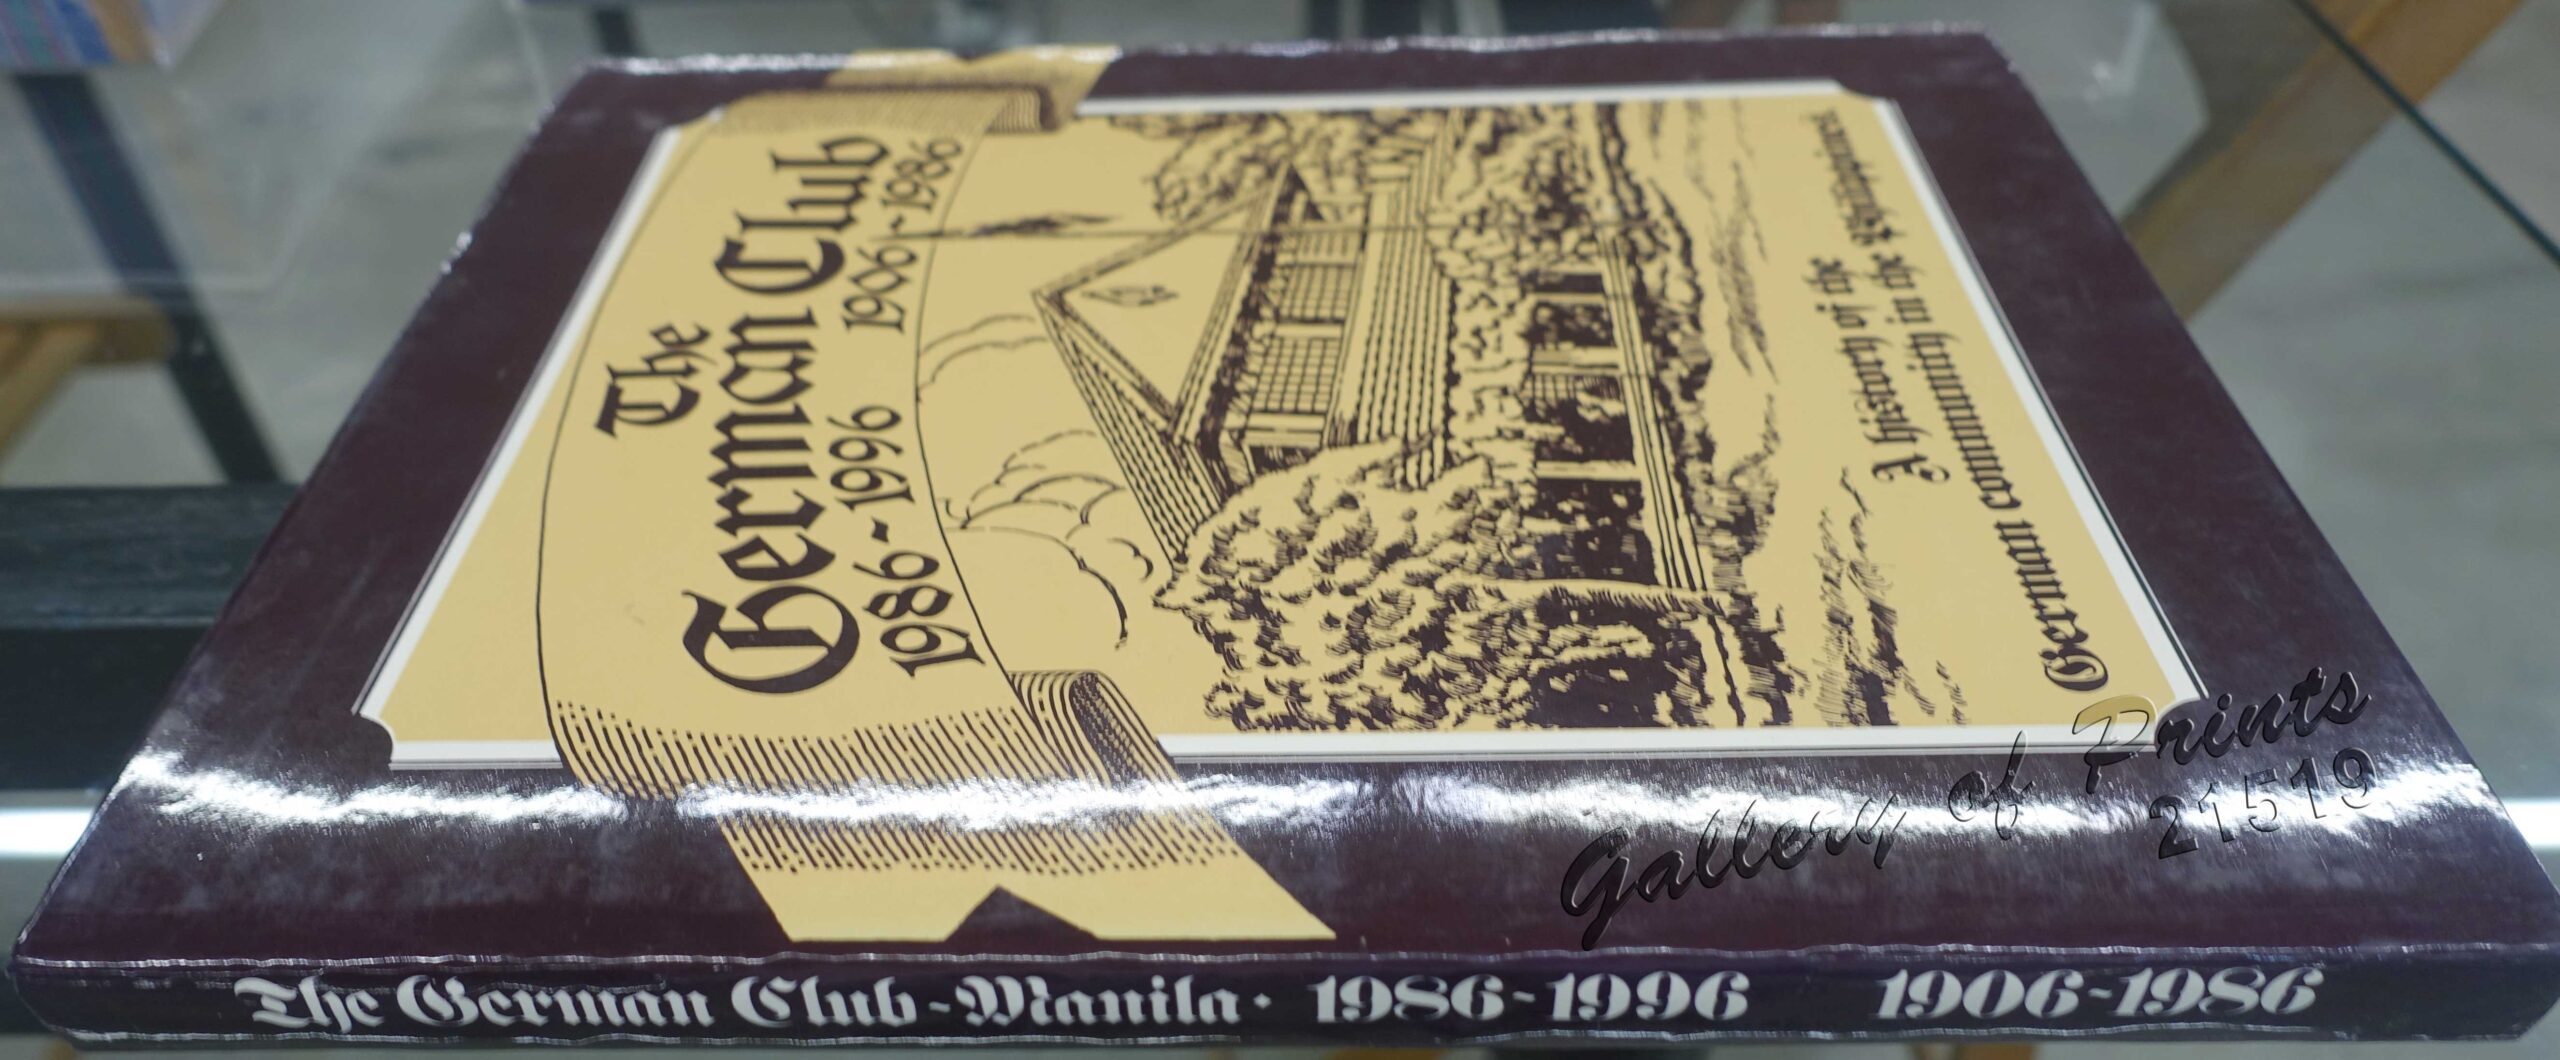 The
German Club
1986-1996 1906-1986
A history of the
German community in the Philippines
The German Club-Manila · 1986-1996 1906-1986
Gallery of Prints
21519